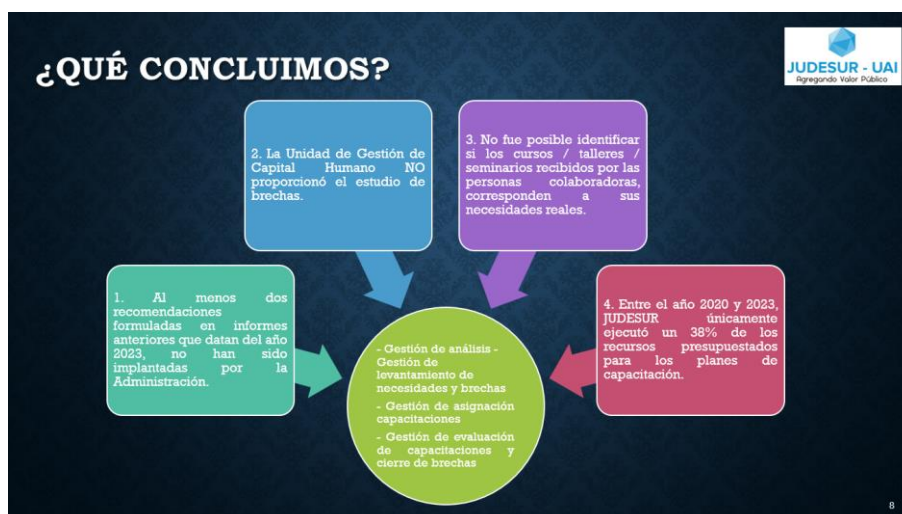 ¿QUÉ CONCLUIMOS?
JUDESUR - UAI
Agregando Valor Público
1. Al menos dos
recomendaciones
formuladas en informes
anteriores que datan del año
2023, no han sido
implantadas por la
Administración.
2. La Unidad de Gestión de
Capital Humano NO
proporcionó el estudio de
brechas.
3. No fue posible identificar
si los cursos / talleres /
seminarios recibidos por las
personas colaboradoras,
corresponden a sus
necesidades reales.
4. Entre el año 2020 y 2023,
JUDESUR únicamente
ejecutó un 38% de los
recursos presupuestados
para los planes de
capacitación.
- Gestión de análisis -
Gestión de
levantamiento de
necesidades y brechas
- Gestión de asignación
capacitaciones
- Gestión de evaluación
de capacitaciones y
cierre de brechas
8